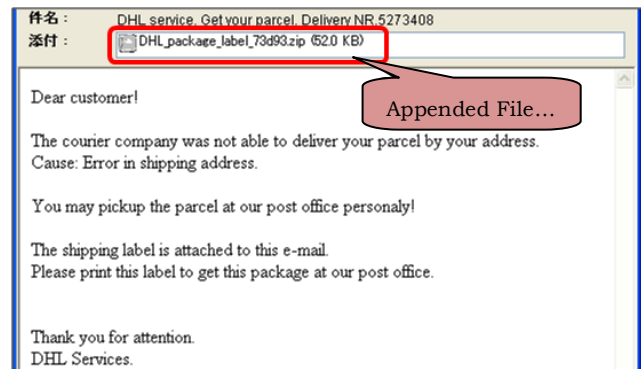 件名： DHL service. Get your parcel. Delivery NR.5273408
添付： DHL_package_label_73d93.zip (52.0 KB)
Appended File…
Dear customer!
The courier company was not able to deliver your parcel by your address.
Cause: Error in shipping address.
You may pickup the parcel at our post office personaly!
The shipping label is attached to this e-mail.
Please print this label to get this package at our post office.
Thank you for attention.
DHL Services.